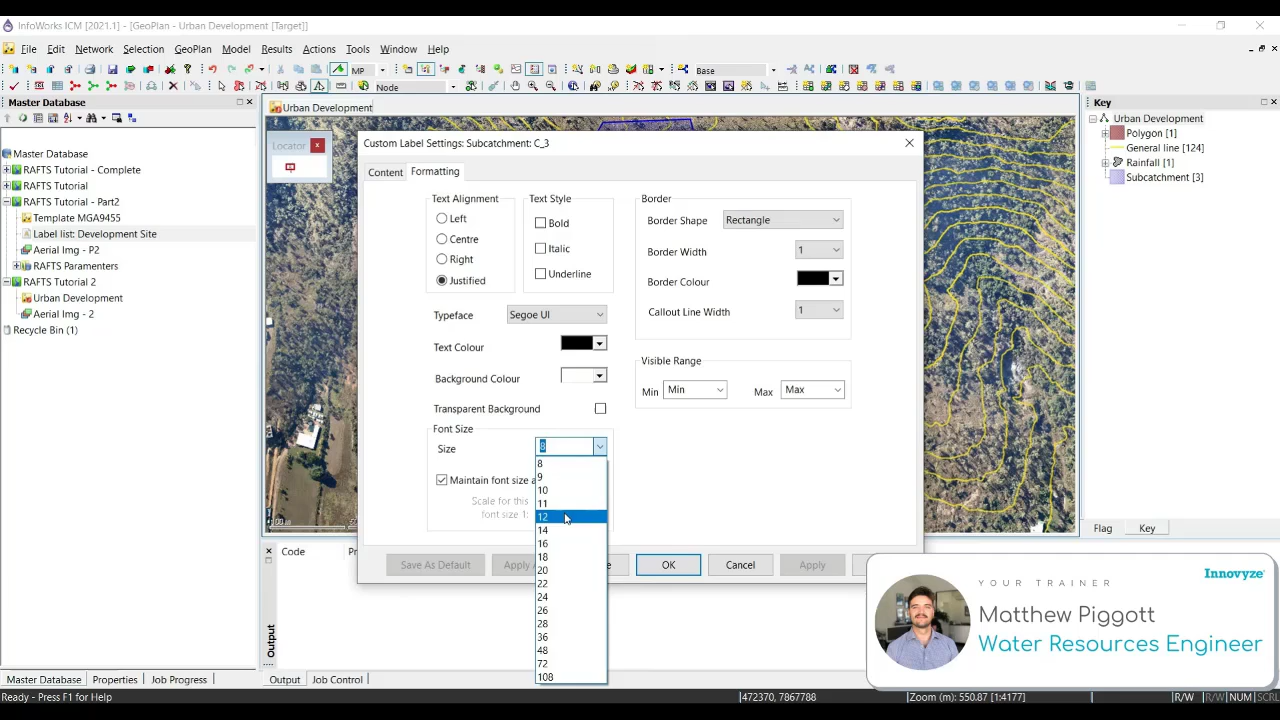 InfoWorks ICM [2021.1] - [GeoPlan - Urban Development [Target]]
File Edit Network Selection GeoPlan Model Results Actions Tools Window Help
MP Base
Node
Master Database
Urban Development
Key
Locator
Custom Label Settings: Subcatchment: C_3
Content Formatting
Master Database
RAFTS Tutorial - Complete
RAFTS Tutorial
RAFTS Tutorial - Part2
Template MGA9455
Label list: Development Site
Aerial Img - P2
RAFTS Paramenters
RAFTS Tutorial 2
Urban Development
Aerial Img - 2
Recycle Bin (1)
Text Alignment
Left
Centre
Right
Justified
Text Style
Bold
Italic
Underline
Typeface Segoe UI
Text Colour
Background Colour
Transparent Background
Font Size
Size 8
Maintain font size a
Scale for this
font size 1:
8
9
10
11
12
14
16
18
20
22
24
26
28
36
48
72
108
Border
Border Shape Rectangle
Border Width 1
Border Colour
Callout Line Width 1
Visible Range
Min Min Max Max
Save As Default Apply OK Cancel Apply
Urban Development
Polygon [1]
General line [124]
Rainfall [1]
Subcatchment [3]
Flag Key
Code
Output
Master Database Properties Job Progress
Output Job Control
Innovyze
YOUR TRAINER
Matthew Piggott
Water Resources Engineer
Ready - Press F1 for Help
472370, 7867788
Zoom (m): 550.87 [1:4177]
R/W R/W NUM SCRL